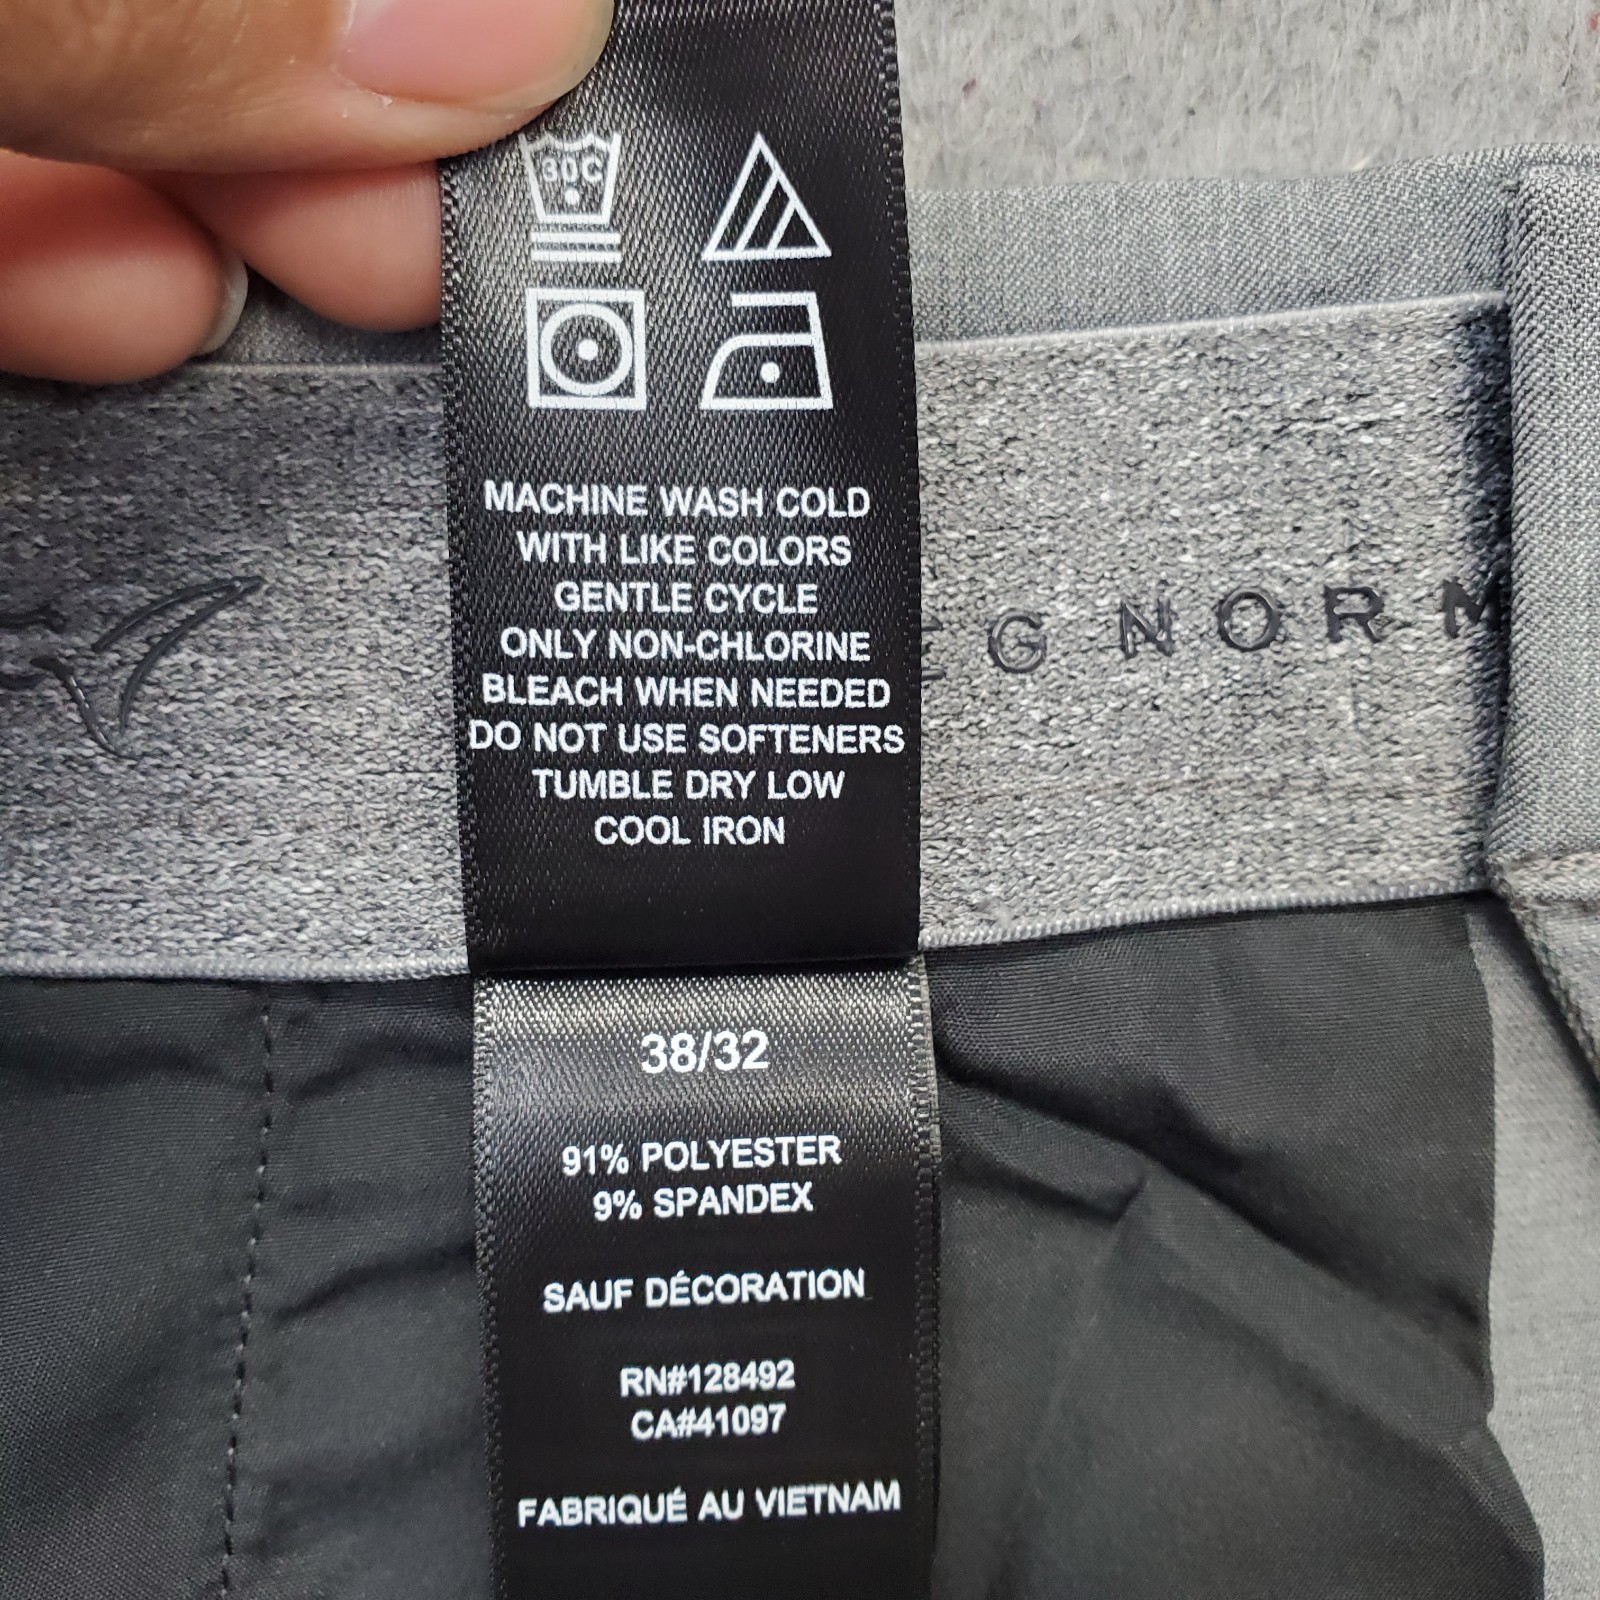 30C
MACHINE WASH COLD
WITH LIKE COLORS
GENTLE CYCLE
ONLY NON-CHLORINE
BLEACH WHEN NEEDED
DO NOT USE SOFTENERS
TUMBLE DRY LOW
COOL IRON
EG NORM
38/32
91% POLYESTER
9% SPANDEX
SAUF DÉCORATION
RN#128492
CA#41097
FABRIQUÉ AU VIETNAM